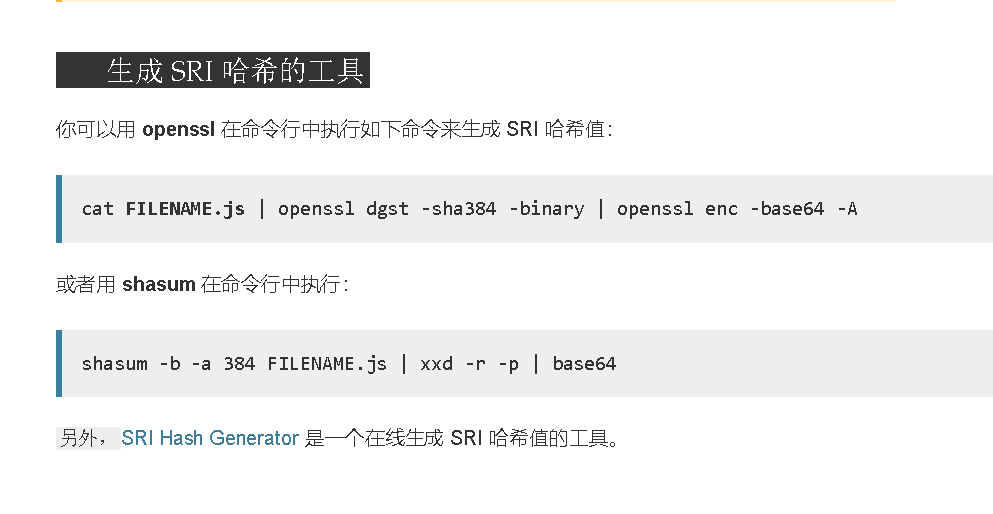 生成 SRI 哈希的工具
你可以用 openssl 在命令行中执行如下命令来生成 SRI 哈希值：
cat FILENAME.js | openssl dgst -sha384 -binary | openssl enc -base64 -A
或者用 shasum 在命令行中执行：
shasum -b -a 384 FILENAME.js | xxd -r -p | base64
另外，SRI Hash Generator 是一个在线生成 SRI 哈希值的工具。